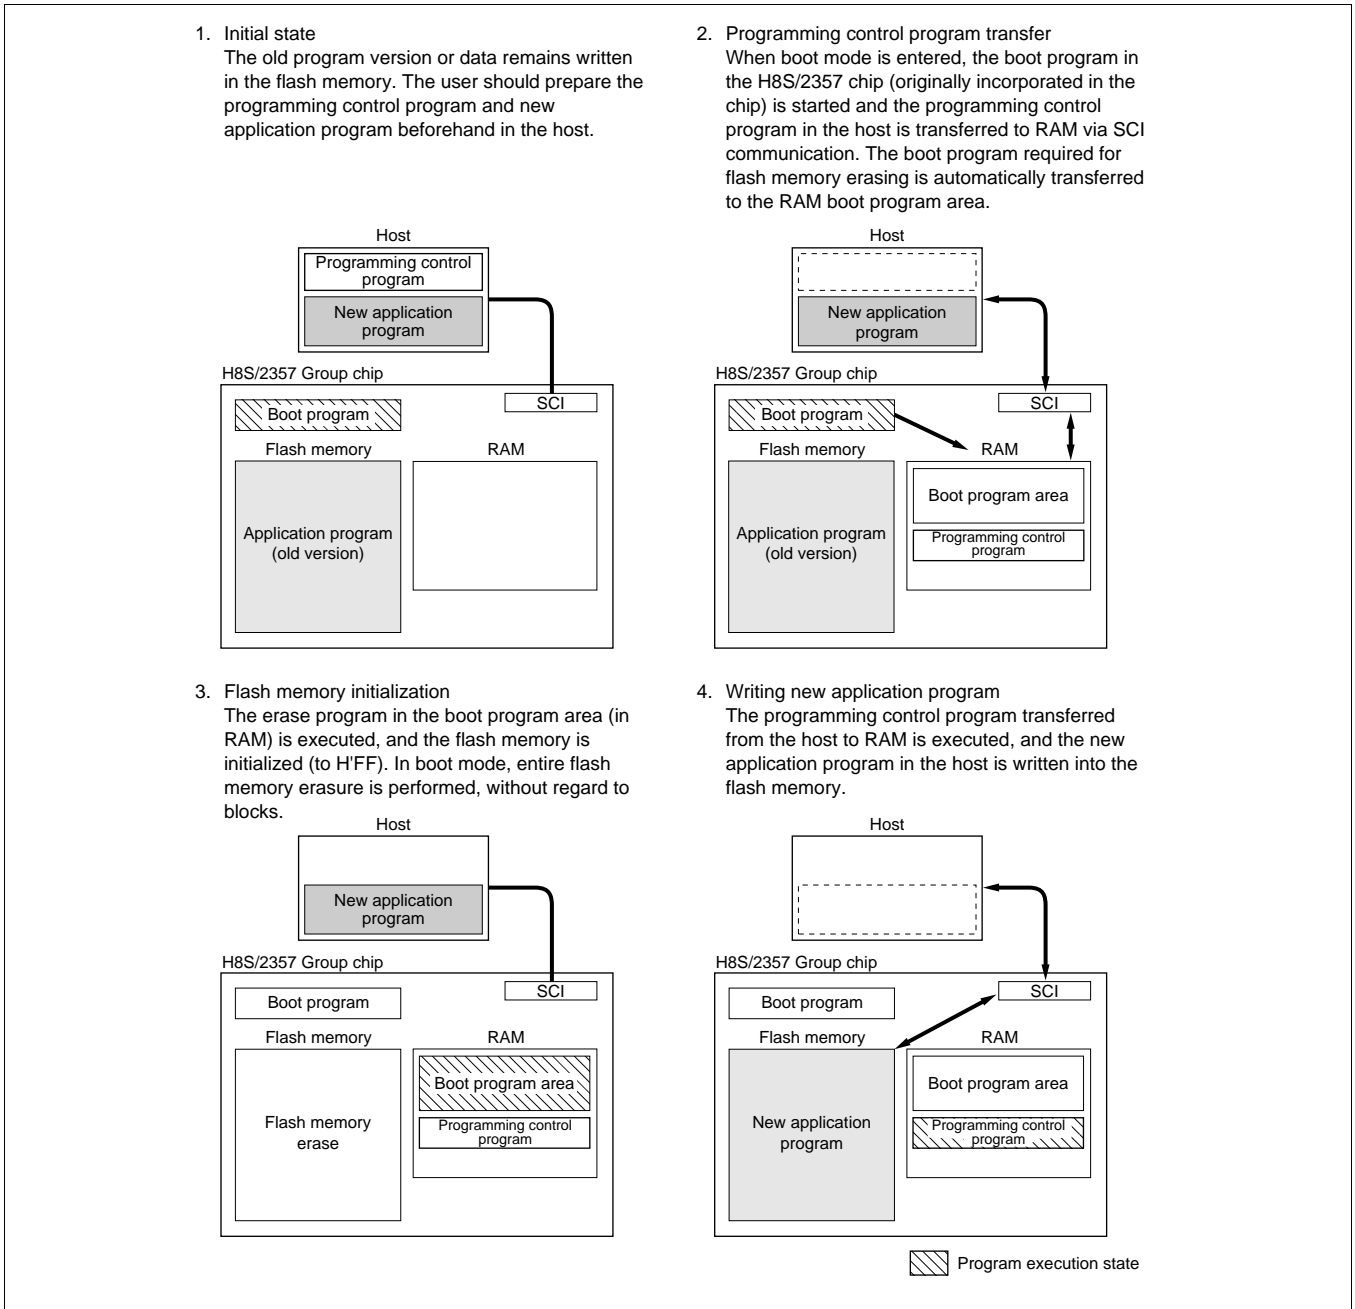 1. Initial state
The old program version or data remains written
in the flash memory. The user should prepare the
programming control program and new
application program beforehand in the host.
Host
Programming control
program
New application
program
H8S/2357 Group chip
Boot program
SCI
Flash memory
RAM
Application program
(old version)
2. Programming control program transfer
When boot mode is entered, the boot program in
the H8S/2357 chip (originally incorporated in the
chip) is started and the programming control
program in the host is transferred to RAM via SCI
communication. The boot program required for
flash memory erasing is automatically transferred
to the RAM boot program area.
Host
New application
program
H8S/2357 Group chip
Boot program
SCI
Flash memory
RAM
Application program
(old version)
Boot program area
Programming control
program
3. Flash memory initialization
The erase program in the boot program area (in
RAM) is executed, and the flash memory is
initialized (to H'FF). In boot mode, entire flash
memory erasure is performed, without regard to
blocks.
Host
New application
program
H8S/2357 Group chip
Boot program
SCI
Flash memory
RAM
Flash memory
erase
Boot program area
Programming control
program
4. Writing new application program
The programming control program transferred
from the host to RAM is executed, and the new
application program in the host is written into the
flash memory.
Host
H8S/2357 Group chip
Boot program
SCI
Flash memory
RAM
New application
program
Boot program area
Programming control
program
Program execution state